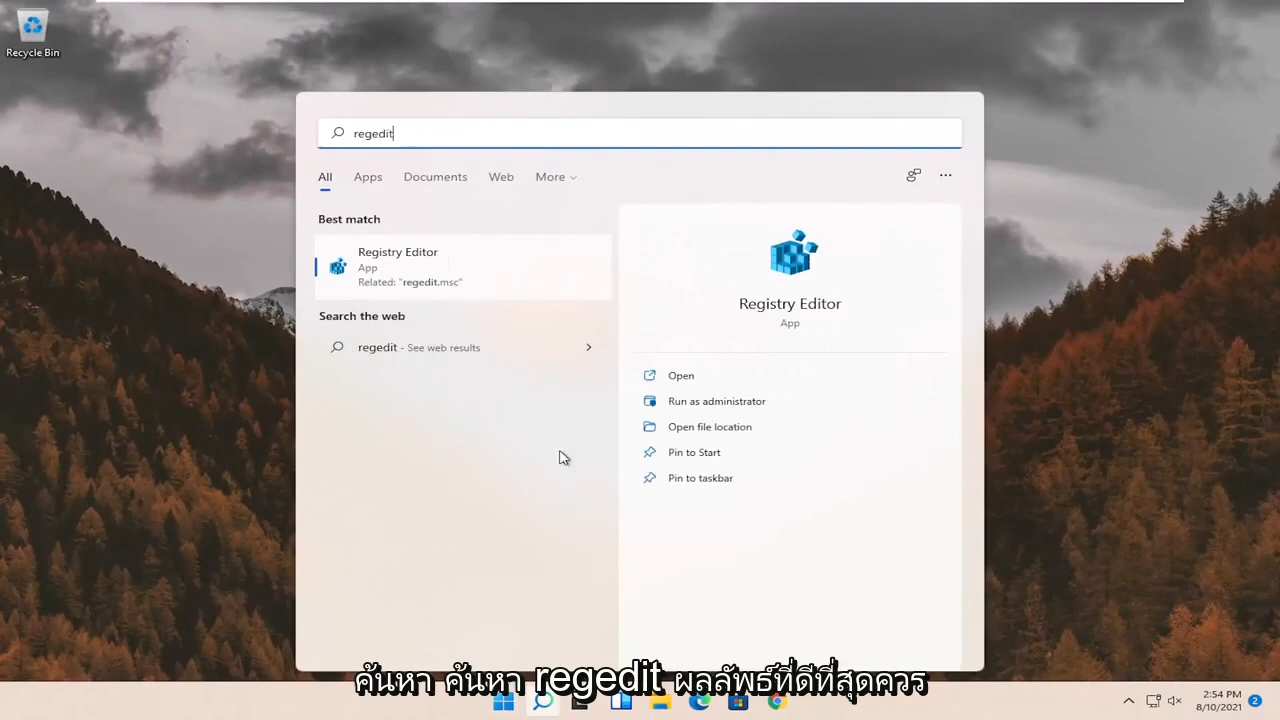 Recycle Bin
regedit
All Apps Documents Web More
Best match
Registry Editor
App
Related: "regedit.msc"
Search the web
regedit - See web results
Registry Editor
App
Open
Run as administrator
Open file location
Pin to Start
Pin to taskbar
ค้นหา ค้นหา regedit ผลลัพธ์ที่ดีที่สุดควร
2:54 PM
8/10/2021
2